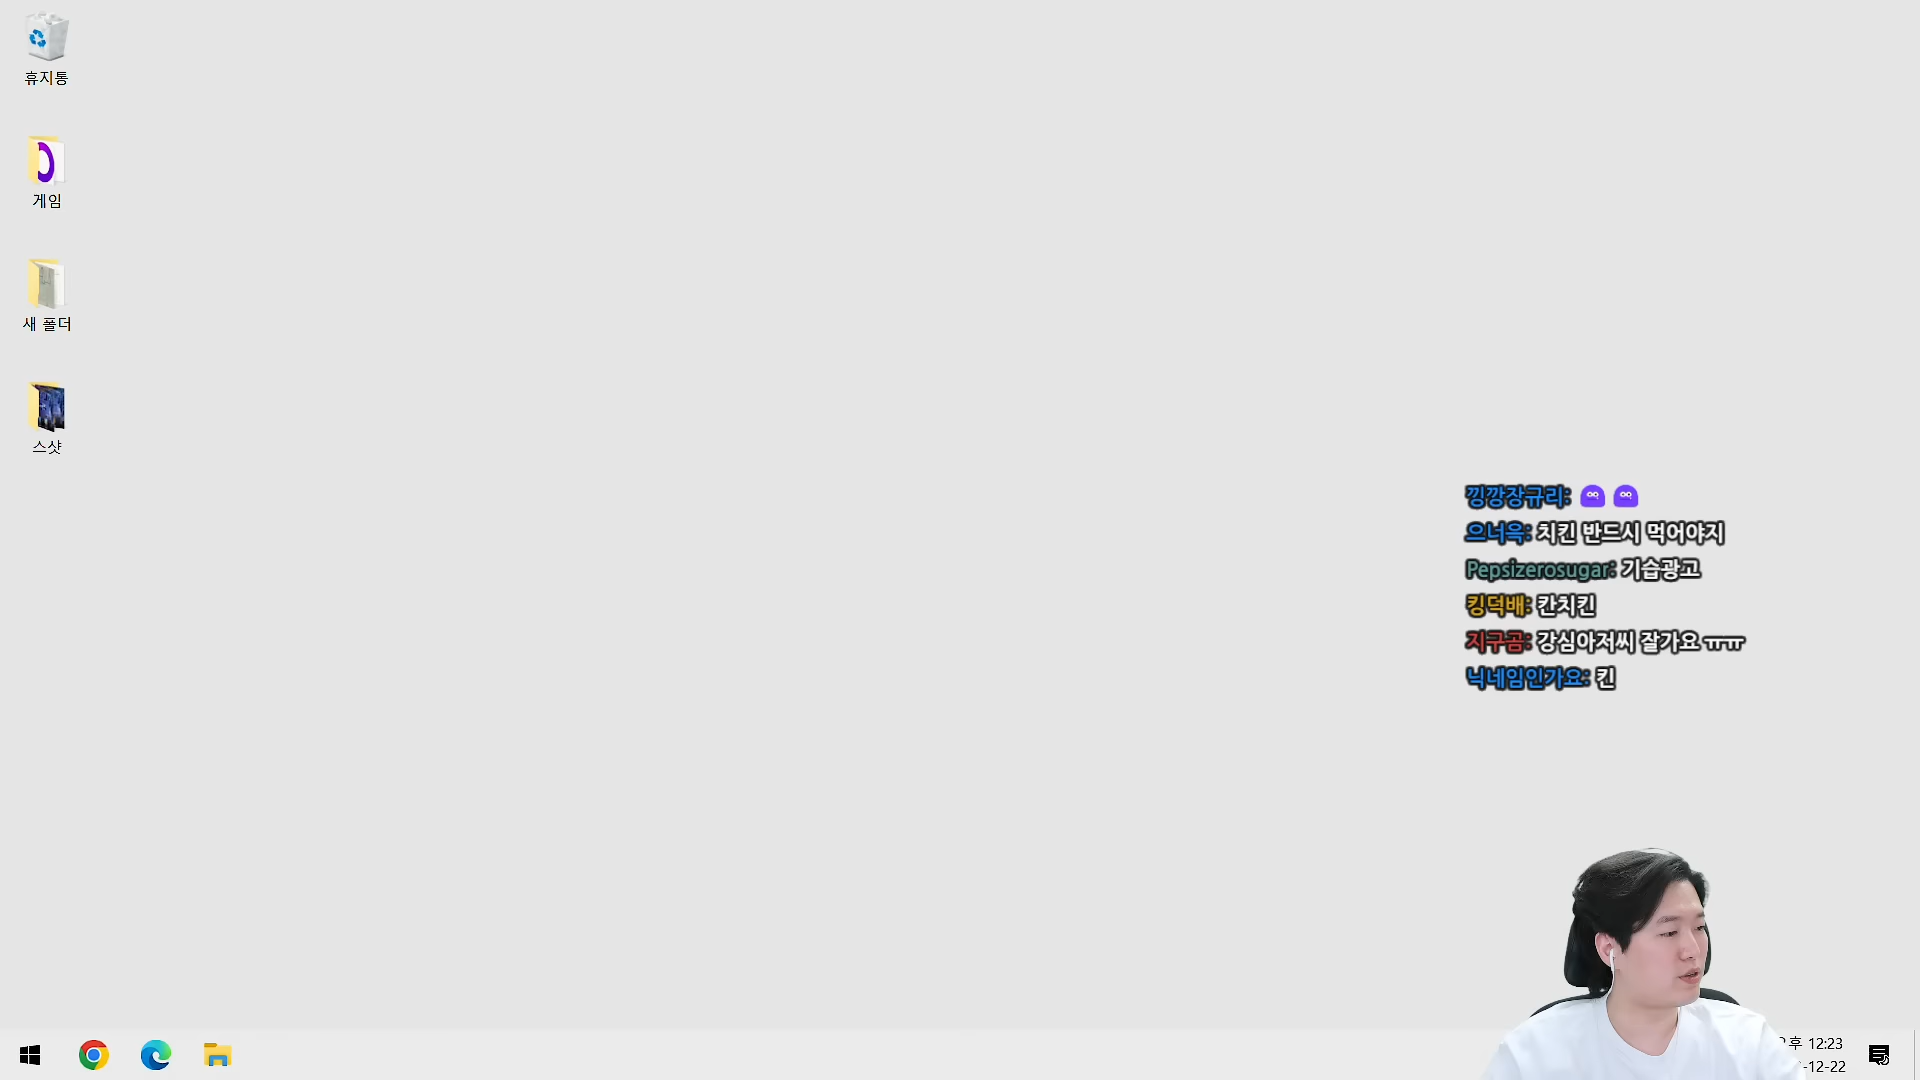 휴지통
게임
새 폴더
스샷
낑깡장규리:
으너윽: 치킨 반드시 먹어야지
Pepsizerosugar: 기습광고
킹덕배: 칸치킨
지구곰: 강심아저씨 잘가요 ㅠㅠ
닉네임인가요: 킨
12:23
-12-22